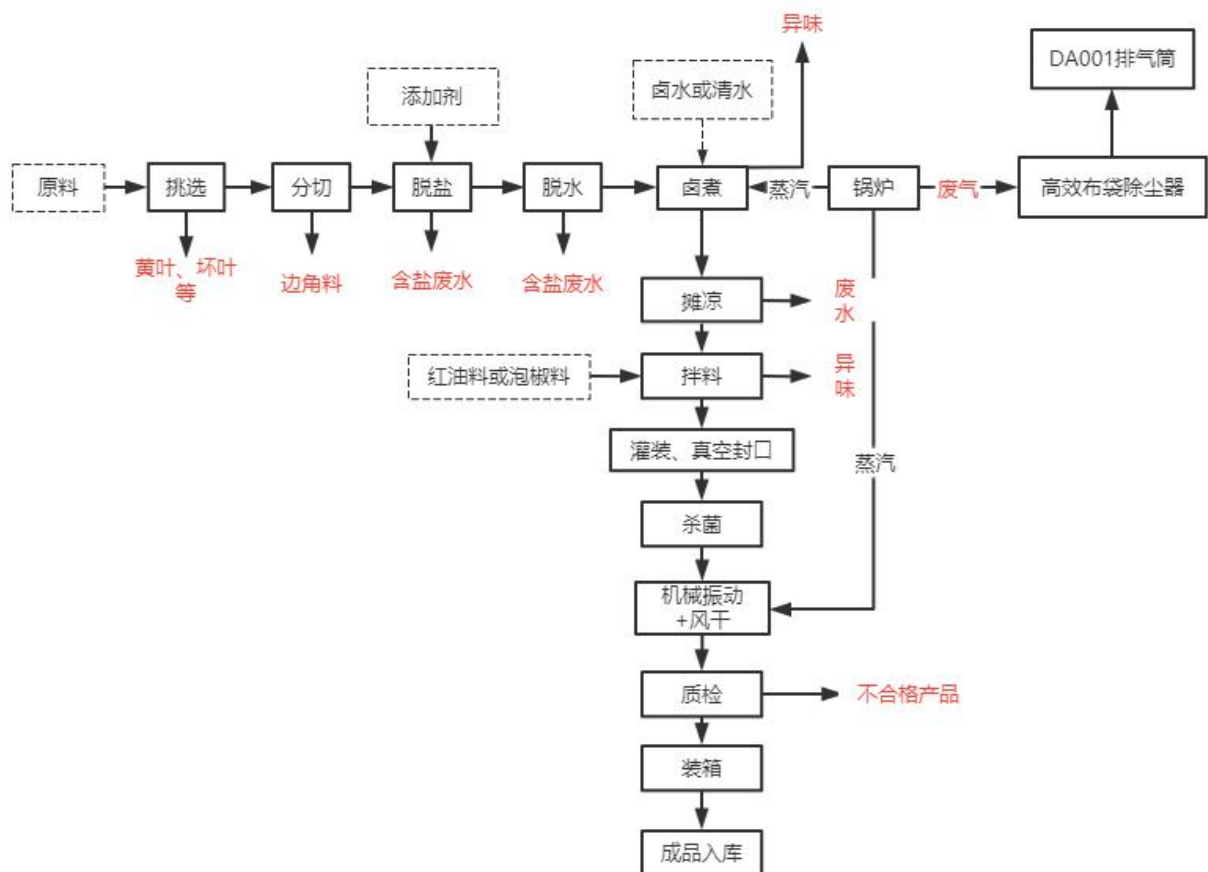 异味
DA001排气筒
添加剂
卤水或清水
原料
挑选
分切
脱盐
脱水
卤煮
蒸汽
锅炉
废气
高效布袋除尘器
黄叶、坏叶
等
边角料
含盐废水
含盐废水
摊凉
废
水
红油料或泡椒料
拌料
异
味
灌装、真空封口
蒸汽
杀菌
机械振动
+风干
质检
不合格产品
装箱
成品入库